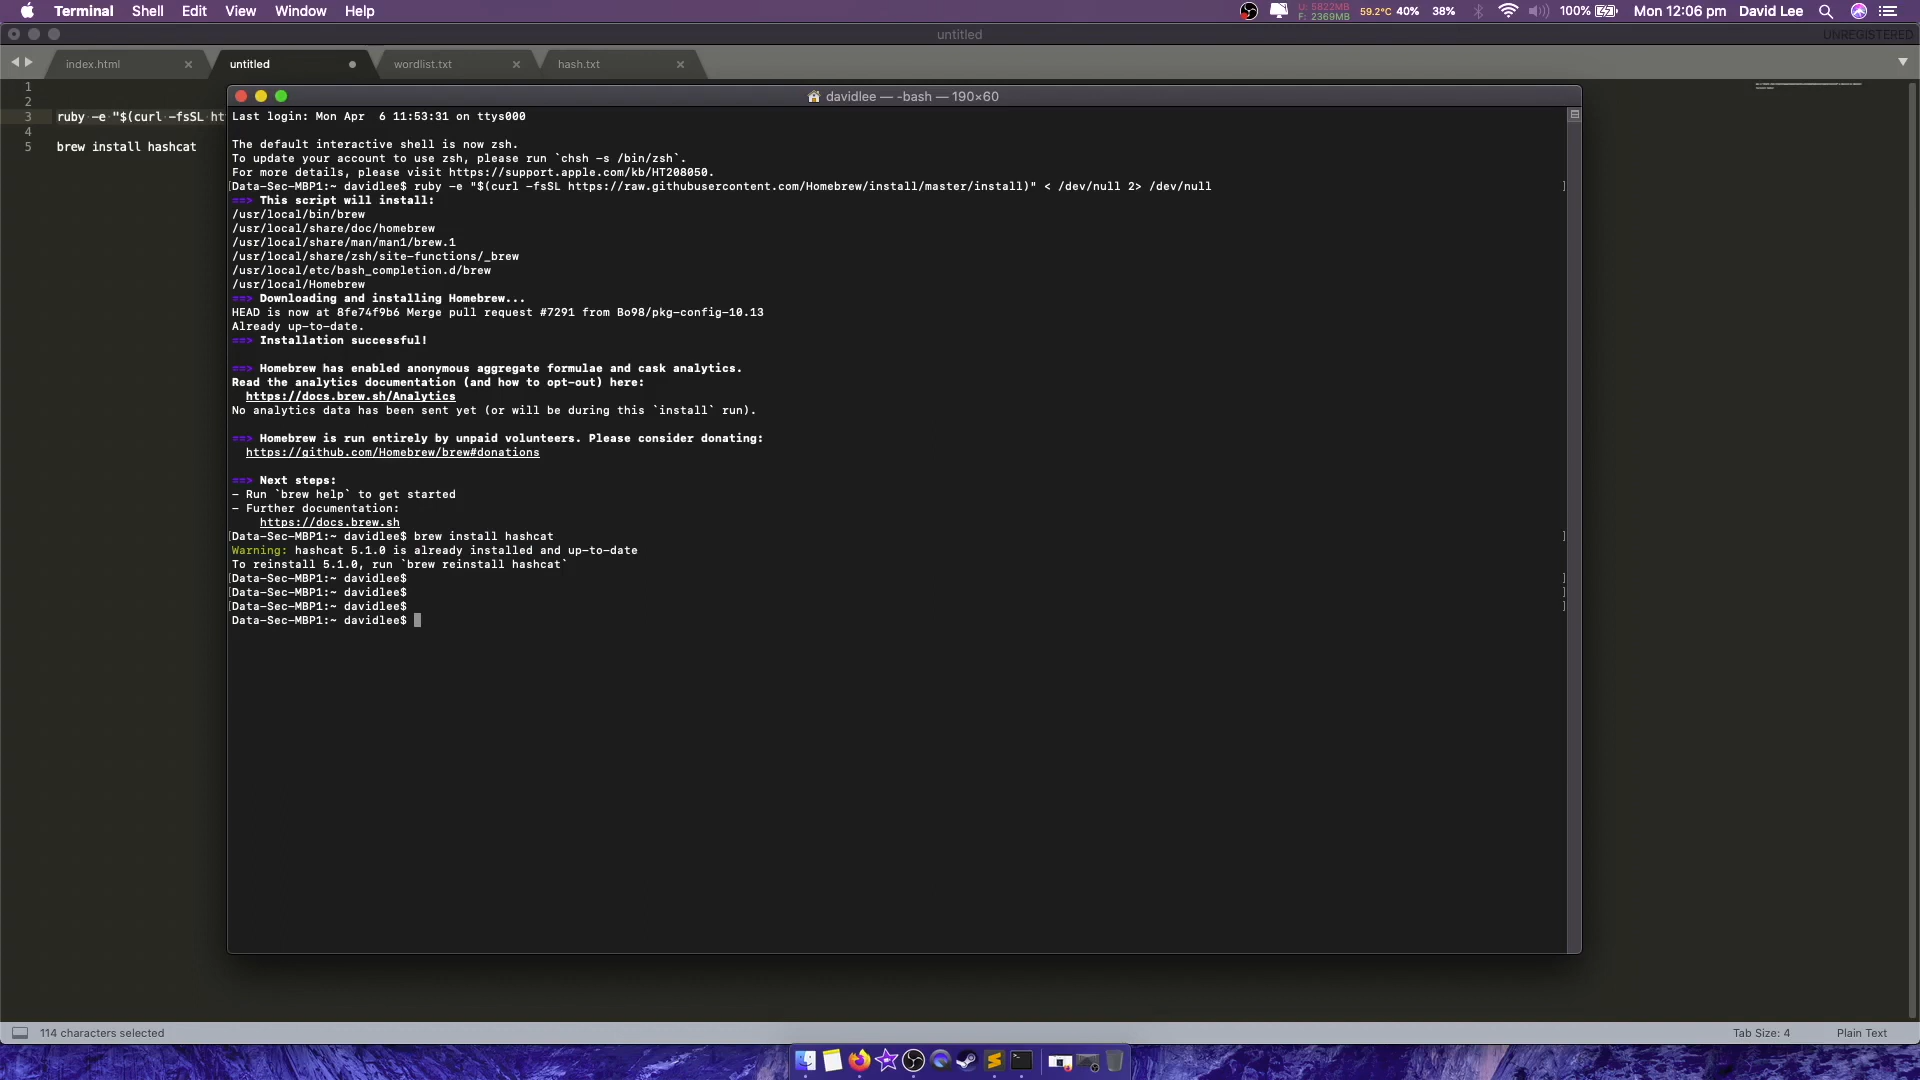 Terminal Shell Edit View Window Help
U: 5822MB
F: 2369MB
59.2°C 40% 38% 100% Mon 12:06 pm David Lee
untitled
UNREGISTERED
index.html untitled wordlist.txt hash.txt
1
2
3 ruby -e "$(curl -fsSL ht
4
5 brew install hashcat
davidlee — -bash — 190×60
Last login: Mon Apr  6 11:53:31 on ttys000
The default interactive shell is now zsh.
To update your account to use zsh, please run `chsh -s /bin/zsh`.
For more details, please visit https://support.apple.com/kb/HT208050.
[Data-Sec-MBP1:~ davidlee$ ruby -e "$(curl -fsSL https://raw.githubusercontent.com/Homebrew/install/master/install)" < /dev/null 2> /dev/null ]
==> This script will install:
/usr/local/bin/brew
/usr/local/share/doc/homebrew
/usr/local/share/man/man1/brew.1
/usr/local/share/zsh/site-functions/_brew
/usr/local/etc/bash_completion.d/brew
/usr/local/Homebrew
==> Downloading and installing Homebrew...
HEAD is now at 8fe74f9b6 Merge pull request #7291 from Bo98/pkg-config-10.13
Already up-to-date.
==> Installation successful!
==> Homebrew has enabled anonymous aggregate formulae and cask analytics.
Read the analytics documentation (and how to opt-out) here:
https://docs.brew.sh/Analytics
No analytics data has been sent yet (or will be during this `install` run).
==> Homebrew is run entirely by unpaid volunteers. Please consider donating:
https://github.com/Homebrew/brew#donations
==> Next steps:
- Run `brew help` to get started
- Further documentation:
https://docs.brew.sh
[Data-Sec-MBP1:~ davidlee$ brew install hashcat ]
Warning: hashcat 5.1.0 is already installed and up-to-date
To reinstall 5.1.0, run `brew reinstall hashcat`
[Data-Sec-MBP1:~ davidlee$ ]
[Data-Sec-MBP1:~ davidlee$ ]
[Data-Sec-MBP1:~ davidlee$ ]
Data-Sec-MBP1:~ davidlee$
114 characters selected
Tab Size: 4 Plain Text